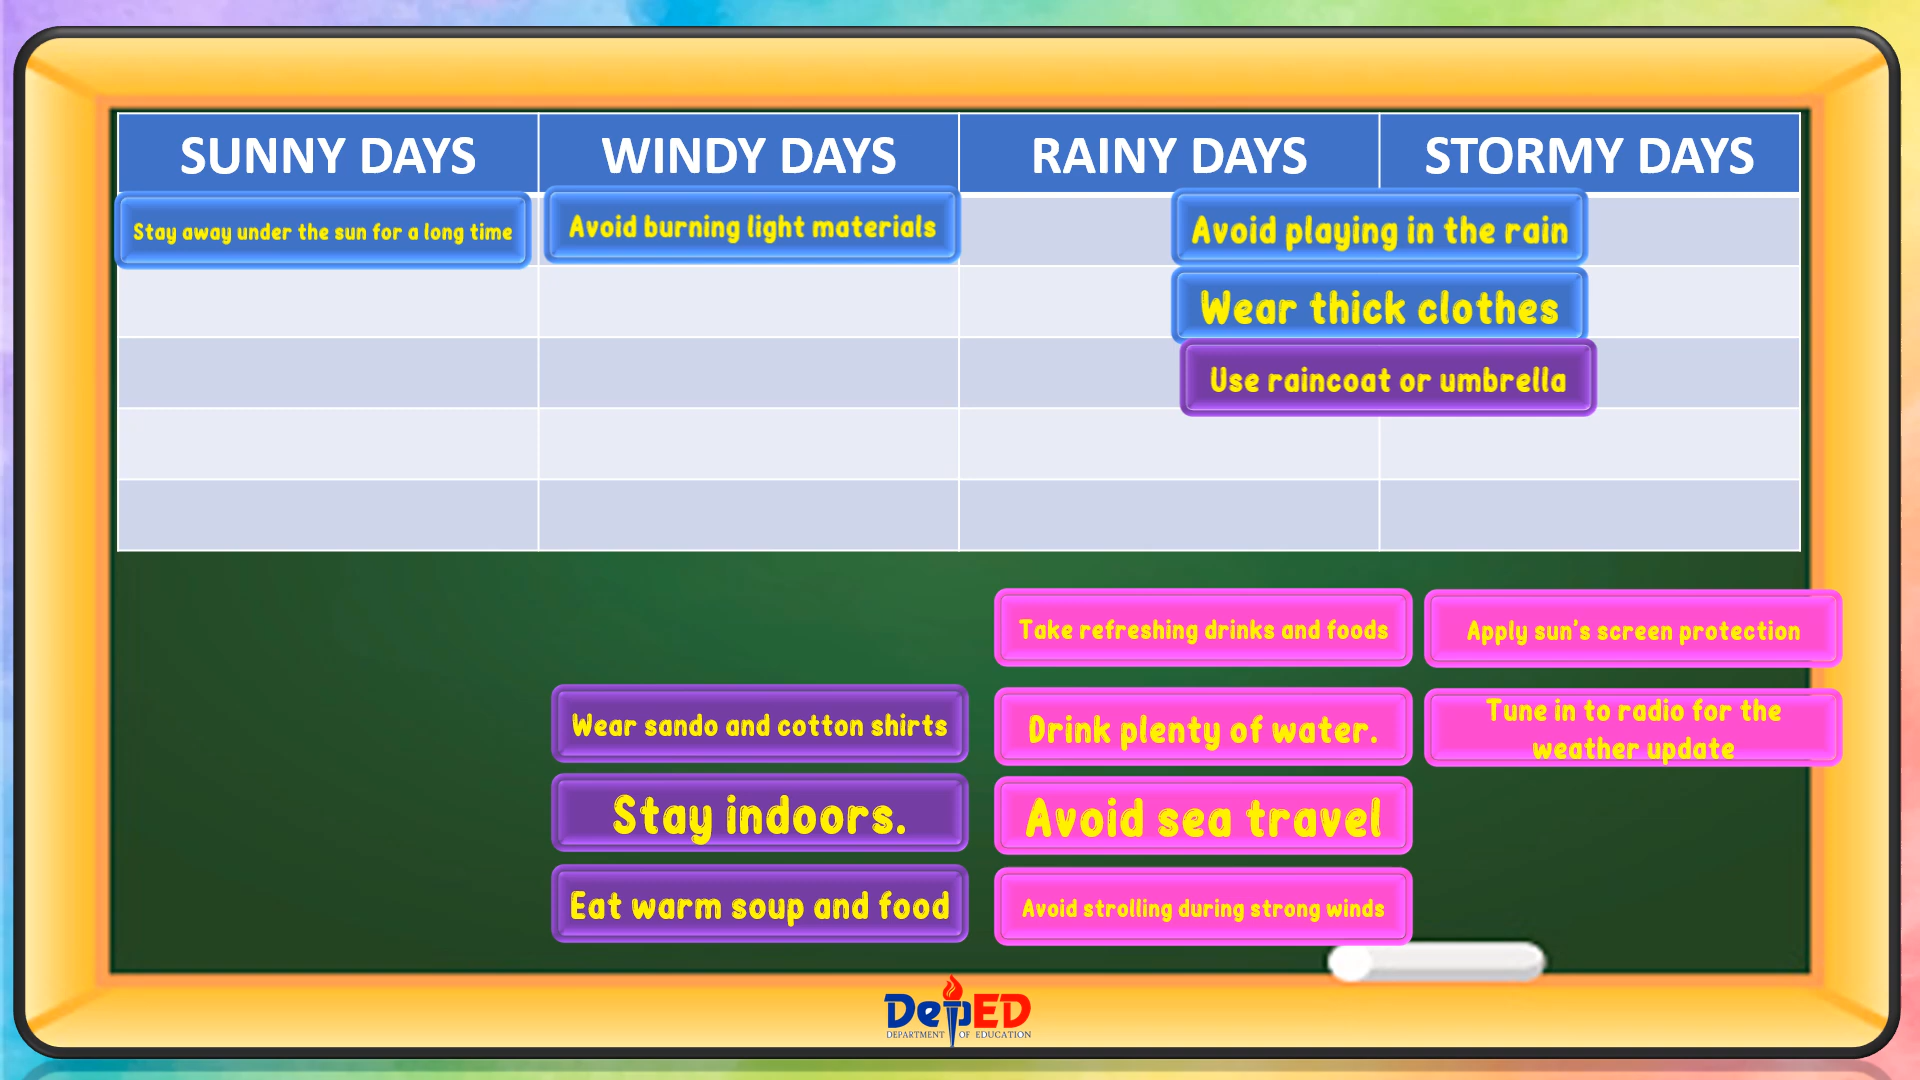 SUNNY DAYS
WINDY DAYS
RAINY DAYS
STORMY DAYS
Stay away under the sun for a long time
Avoid burning light materials
Avoid playing in the rain
Wear thick clothes
Use raincoat or umbrella
Take refreshing drinks and foods
Apply sun's screen protection
Wear sando and cotton shirts
Drink plenty of water.
Tune in to radio for the
weather update
Stay indoors.
Avoid sea travel
Eat warm soup and food
Avoid strolling during strong winds
DepED
DEPARTMENT OF EDUCATION